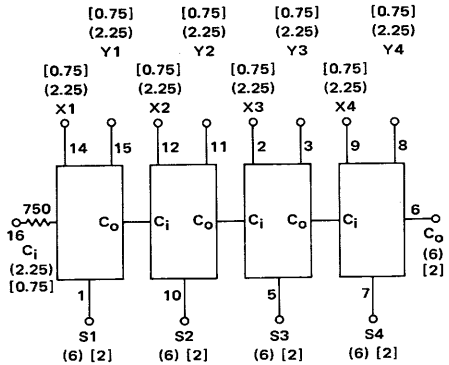 [0.75] [0.75] [0.75] [0.75]
(2.25) (2.25) (2.25) (2.25)
Y1 Y2 Y3 Y4
[0.75] [0.75] [0.75] [0.75]
(2.25) (2.25) (2.25) (2.25)
X1 X2 X3 X4
14 15 12 11 2 3 9 8
750 Co Ci Co Ci Co Ci 6
16 Co
Ci (6)
(2.25) [2]
[0.75]
1 10 5 7
S1 S2 S3 S4
(6) [2] (6) [2] (6) [2] (6) [2]